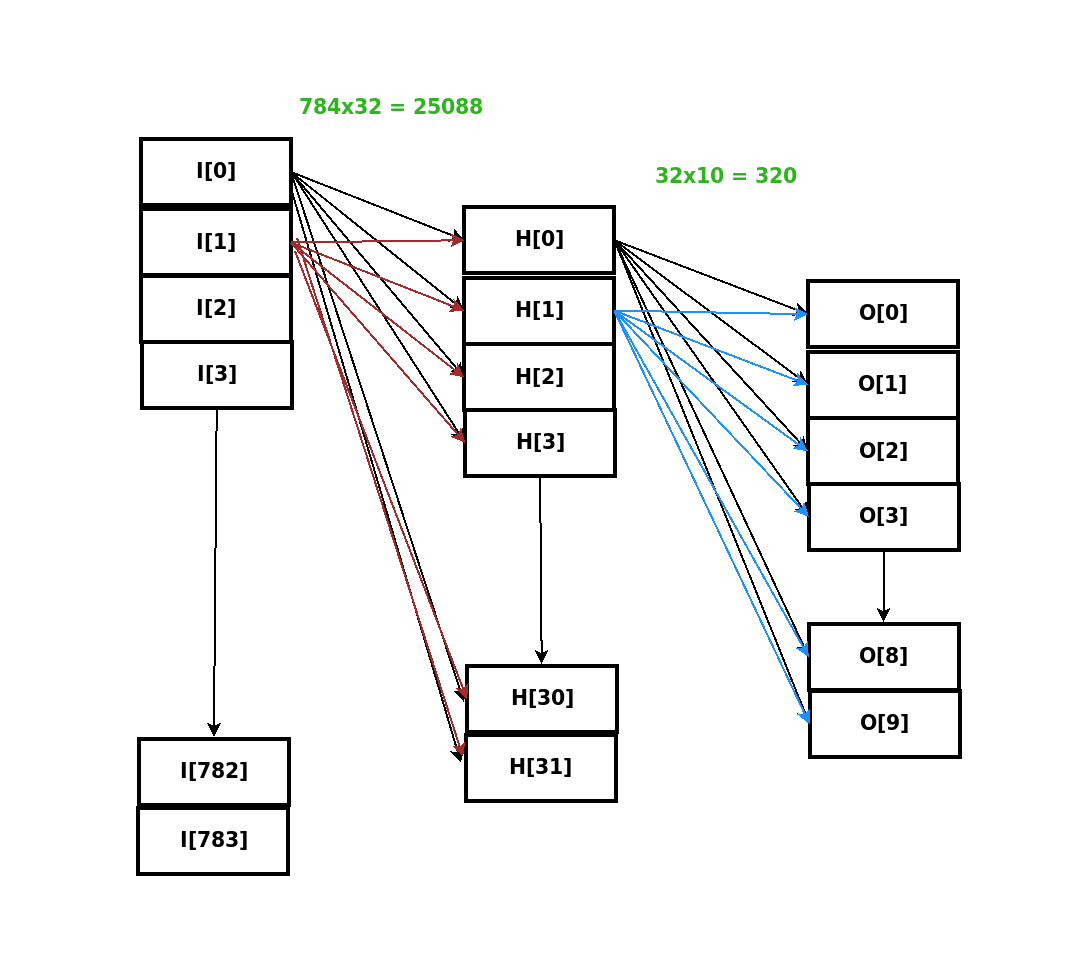 784x32 = 25088
32x10 = 320
I[0]
I[1]
I[2]
I[3]
I[782]
I[783]
H[0]
H[1]
H[2]
H[3]
H[30]
H[31]
O[0]
O[1]
O[2]
O[3]
O[8]
O[9]